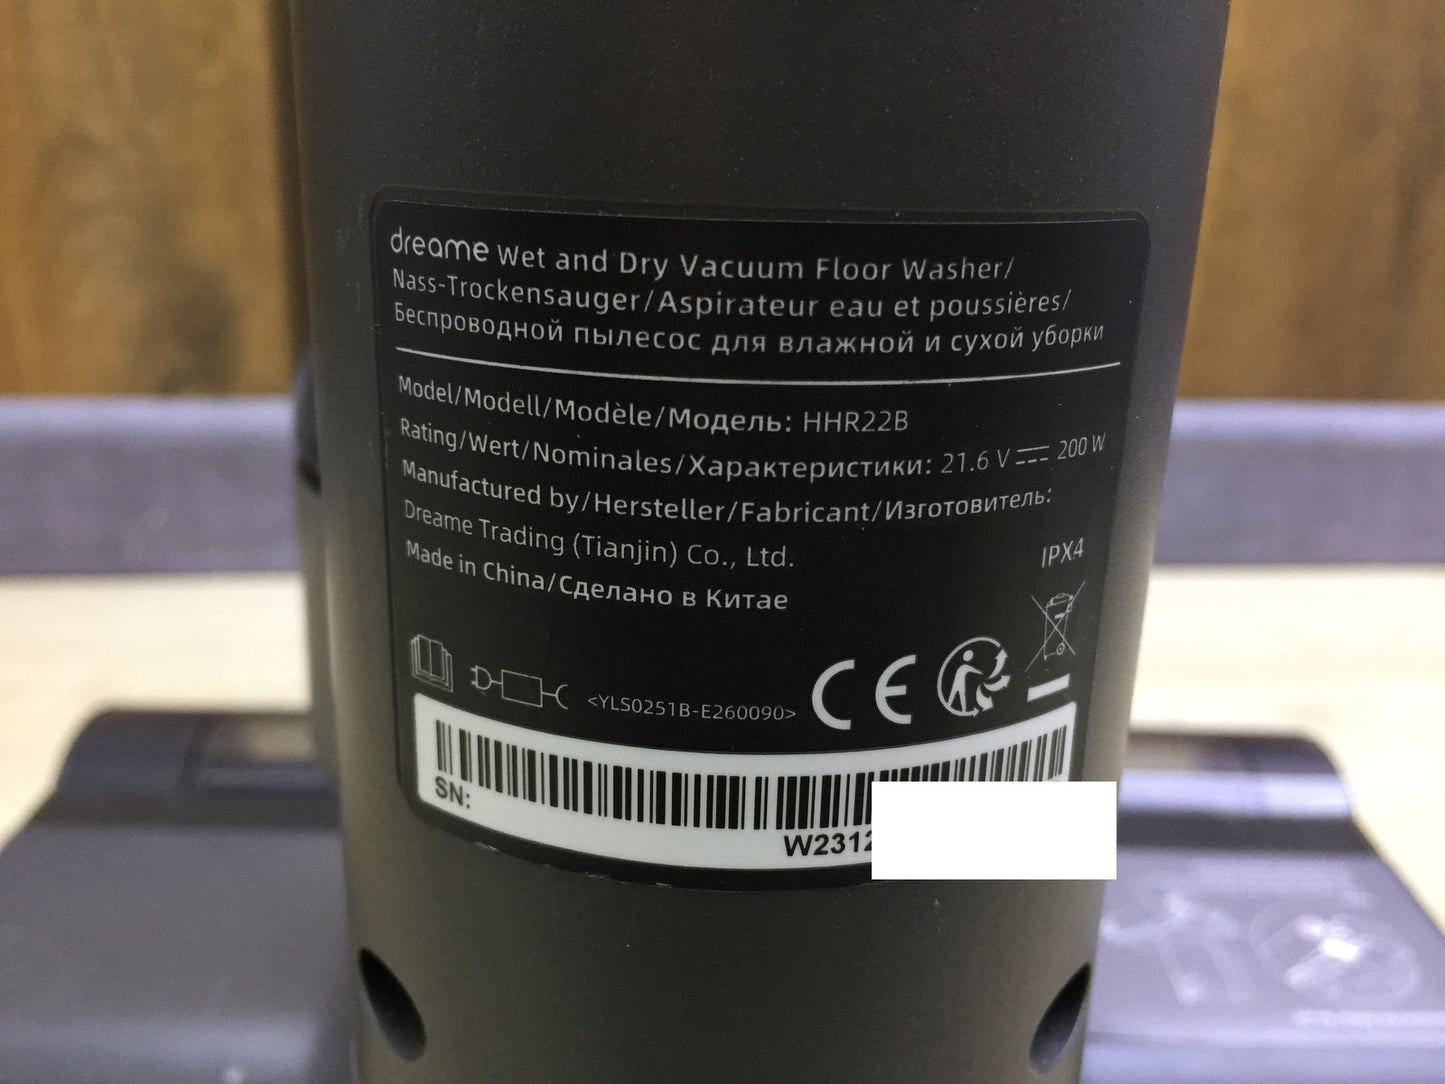 dreame Wet and Dry Vacuum Floor Washer/
Nass-Trockensauger/Aspirateur eau et poussières/
Беспроводной пылесос для влажной и сухой уборки
Model/Modell/Modèle/Модель: HHR22B
Rating/Wert/Nominales/Характеристики: 21.6 V⎓ 200 W
Manufactured by/Hersteller/Fabricant/Изготовитель:
Dreame Trading (Tianjin) Co., Ltd.
Made in China/Сделано в Китае
IPX4
<YLS0251B-E260090>
CE
SN:
W2312